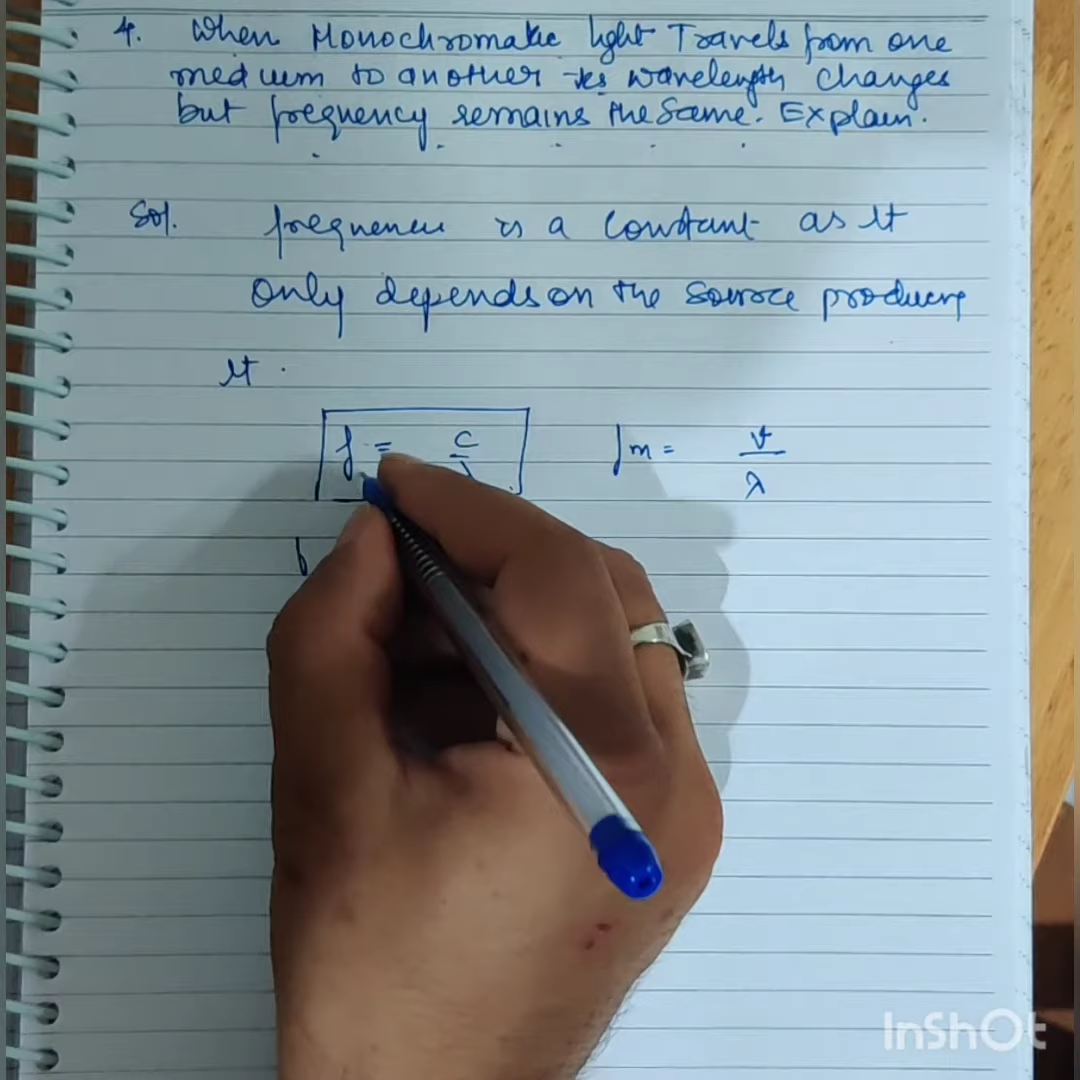 4. When Monochromatic light Travels from one
medium to another its wavelength changes
but frequency remains the same. Explain.
Sol. frequence is a constant as it
only depends on the source producing
it.
f = c/λ fm = v/λ
InShOt